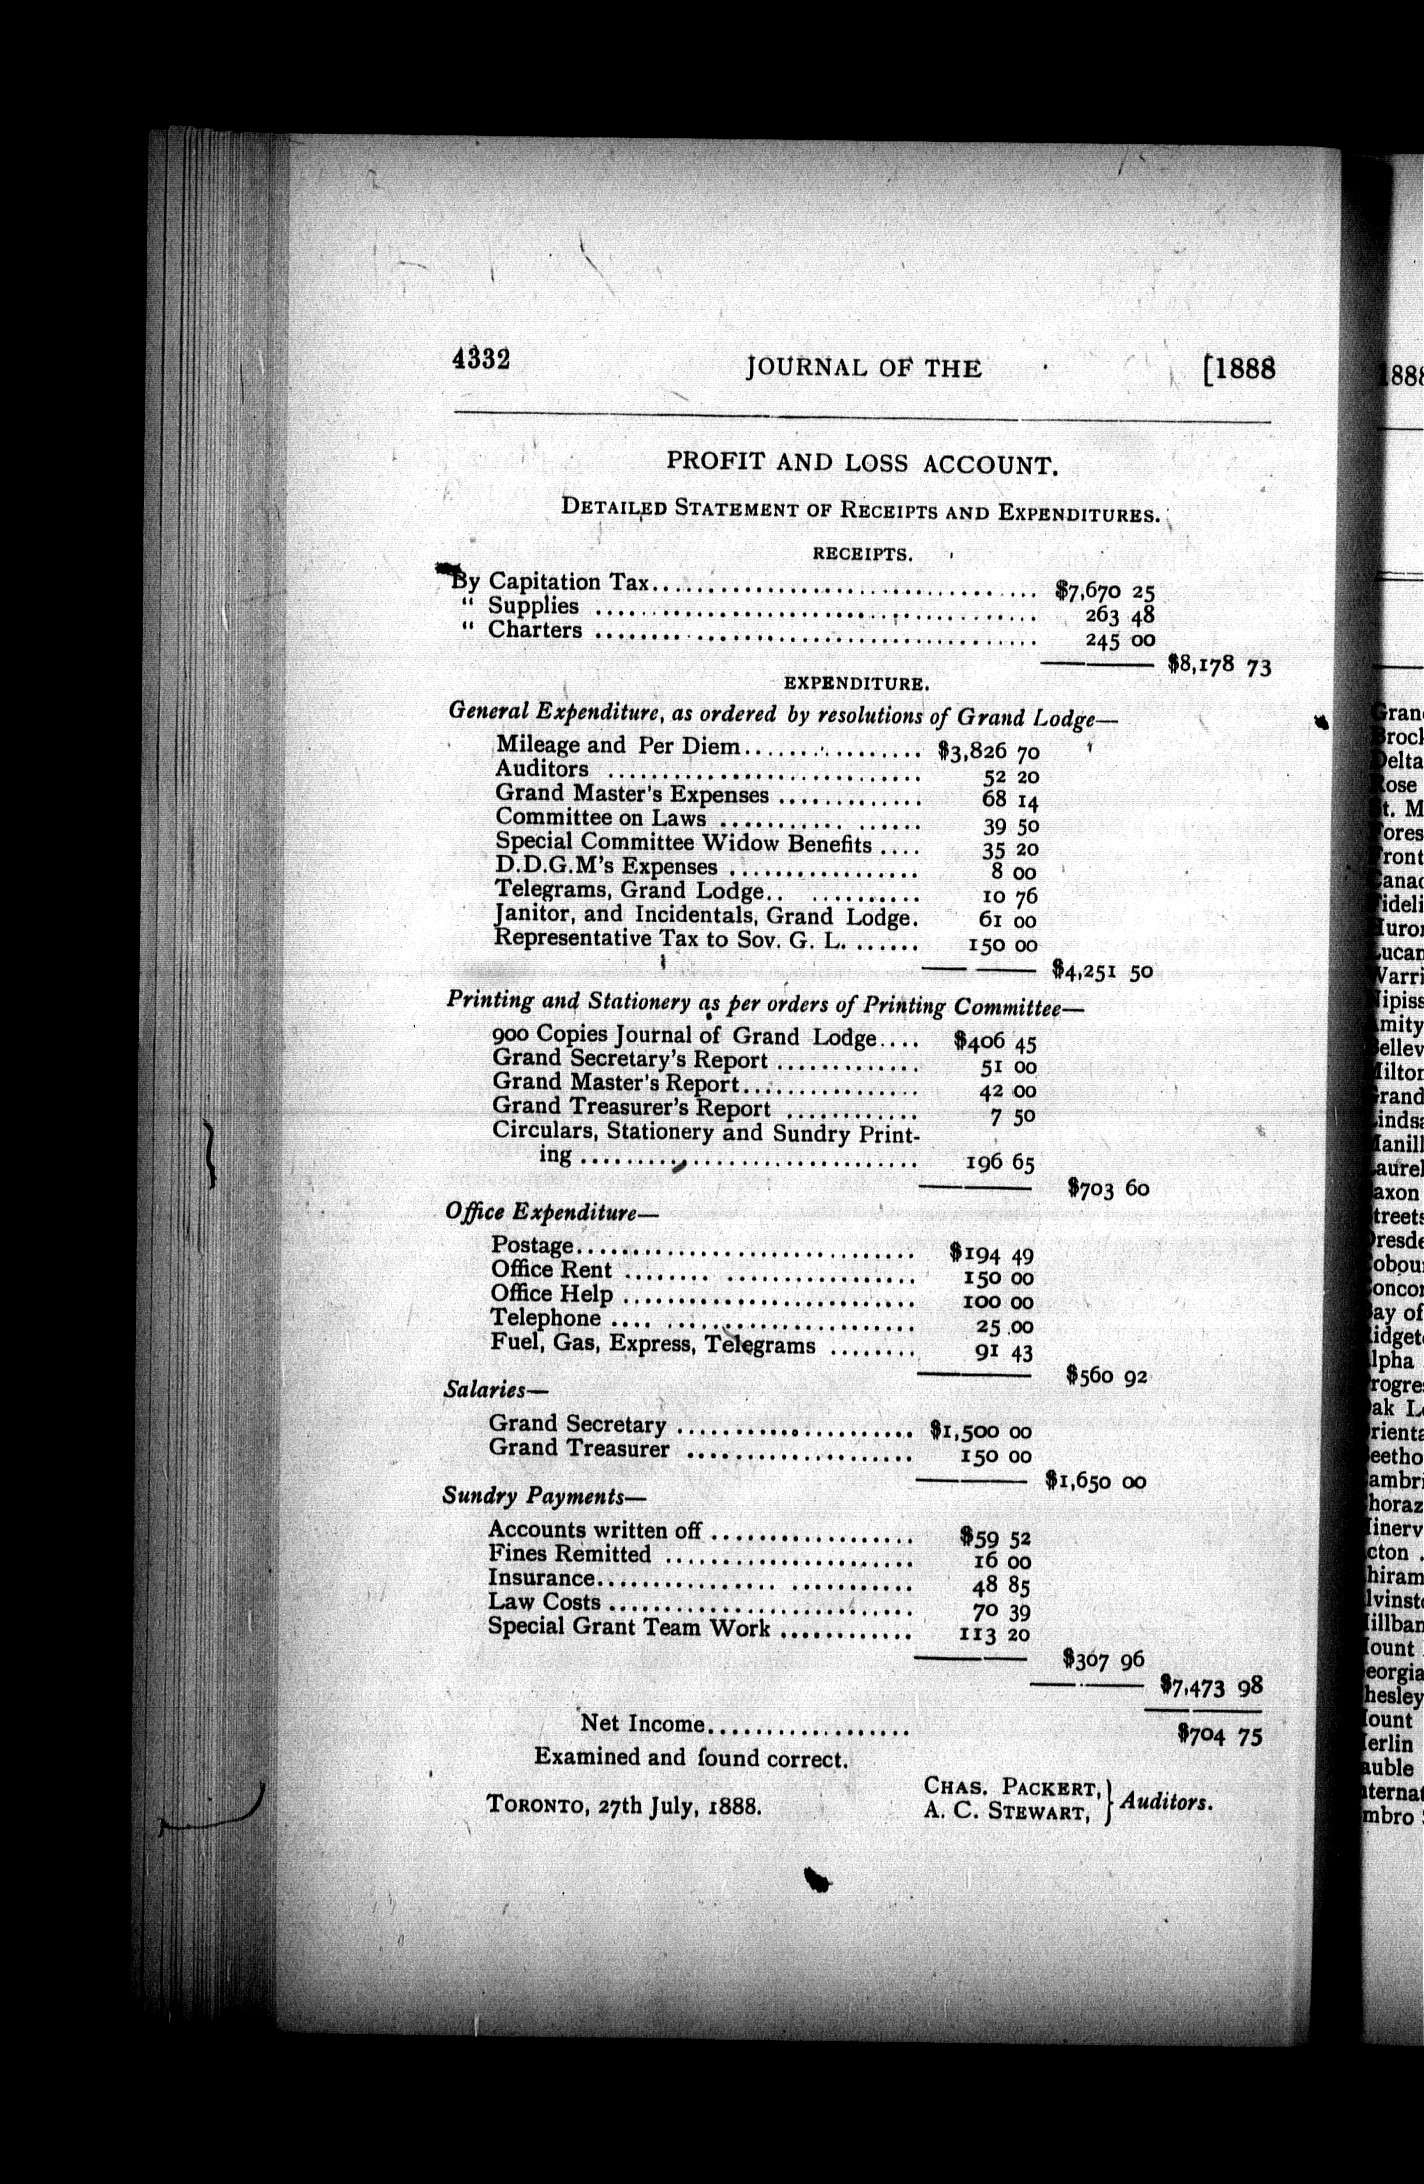 4332 JOURNAL OF THE [1888
PROFIT AND LOSS ACCOUNT.
DETAILED STATEMENT OF RECEIPTS AND EXPENDITURES.
RECEIPTS.
By Capitation Tax.................................. $7,670 25
“ Supplies ...................................... 263 48
“ Charters ...................................... 245 00
$8,178 73
EXPENDITURE.
General Expenditure, as ordered by resolutions of Grand Lodge—
Mileage and Per Diem................ $3,826 70
Auditors ............................ 52 20
Grand Master's Expenses ............. 68 14
Committee on Laws ........... ...... 39 50
Special Committee Widow Benefits .... 35 20
D.D.G.M's Expenses ................. 8 00
Telegrams, Grand Lodge.. .......... 10 76
Janitor, and Incidentals, Grand Lodge. 61 00
Representative Tax to Sov. G. L. ...... 150 00
$4,251 50
Printing and Stationery as per orders of Printing Committee—
900 Copies Journal of Grand Lodge.... $406 45
Grand Secretary's Report ............. 51 00
Grand Master's Report................ 42 00
Grand Treasurer's Report ............ 7 50
Circulars, Stationery and Sundry Print-
ing .................................. 196 65
$703 60
Office Expenditure—
Postage.............................. $194 49
Office Rent ........ ................. 150 00
Office Help .......................... 100 00
Telephone .... ...................... 25 00
Fuel, Gas, Express, Telegrams ........ 91 43
$560 92
Salaries—
Grand Secretary ..................... $1,500 00
Grand Treasurer .................... 150 00
$1,650 00
Sundry Payments—
Accounts written off ................. $59 52
Fines Remitted ...................... 16 00
Insurance................ ........... 48 85
Law Costs ........................... 70 39
Special Grant Team Work ............ 113 20
$307 96
$7,473 98
Net Income.................. $704 75
Examined and found correct.
TORONTO, 27th July, 1888.
CHAS. PACKERT, } Auditors.
A. C. STEWART,